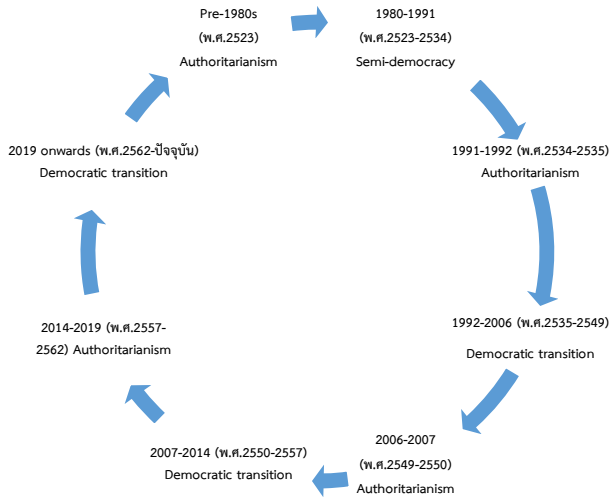 Pre-1980s
(พ.ศ.2523)
Authoritarianism
1980-1991
(พ.ศ.2523-2534)
Semi-democracy
1991-1992 (พ.ศ.2534-2535)
Authoritarianism
1992-2006 (พ.ศ.2535-2549)
Democratic transition
2006-2007
(พ.ศ.2549-2550)
Authoritarianism
2007-2014 (พ.ศ.2550-2557)
Democratic transition
2014-2019 (พ.ศ.2557-
2562) Authoritarianism
2019 onwards (พ.ศ.2562-ปัจจุบัน)
Democratic transition